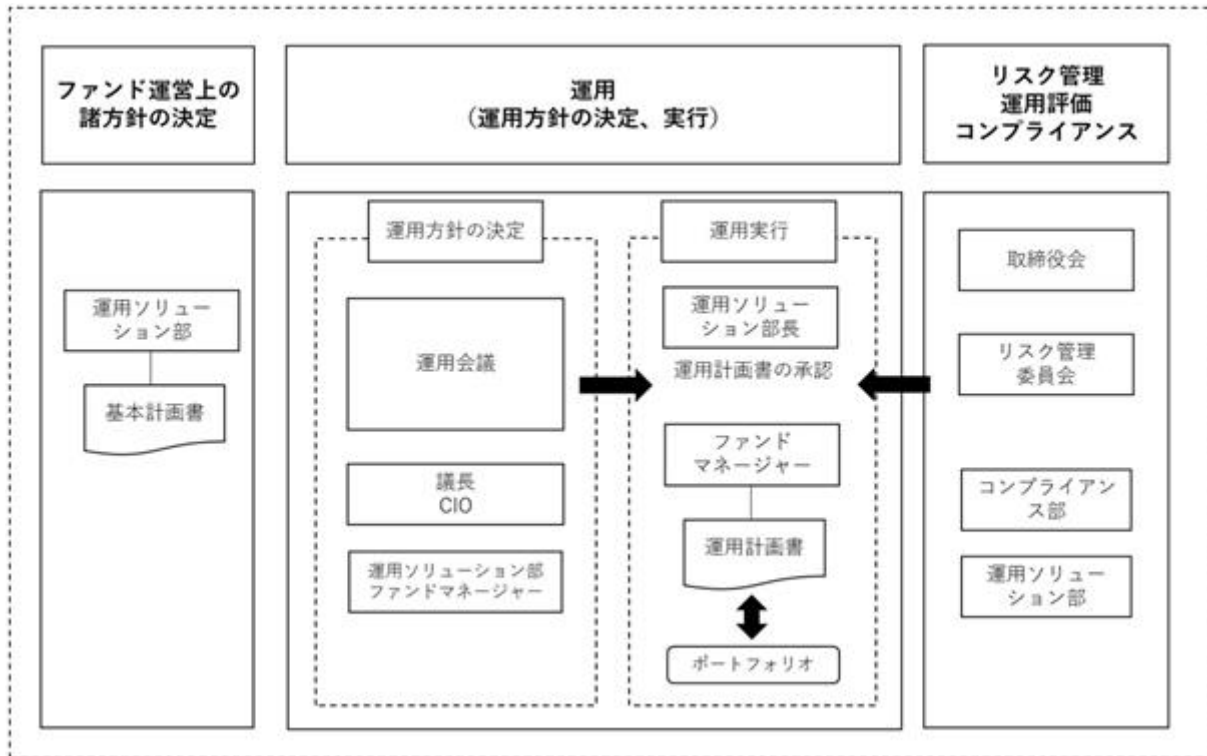 ファンド運営上の
諸方針の決定
運用
（運用方針の決定、実行）
リスク管理
運用評価
コンプライアンス
運用ソリュー
ション部
基本計画書
運用方針の決定
運用会議
議長
CIO
運用ソリューション部
ファンドマネージャー
運用実行
運用ソリュー
ション部長
運用計画書の承認
ファンド
マネージャー
運用計画書
ポートフォリオ
取締役会
リスク管理
委員会
コンプライアン
ス部
運用ソリュー
ション部